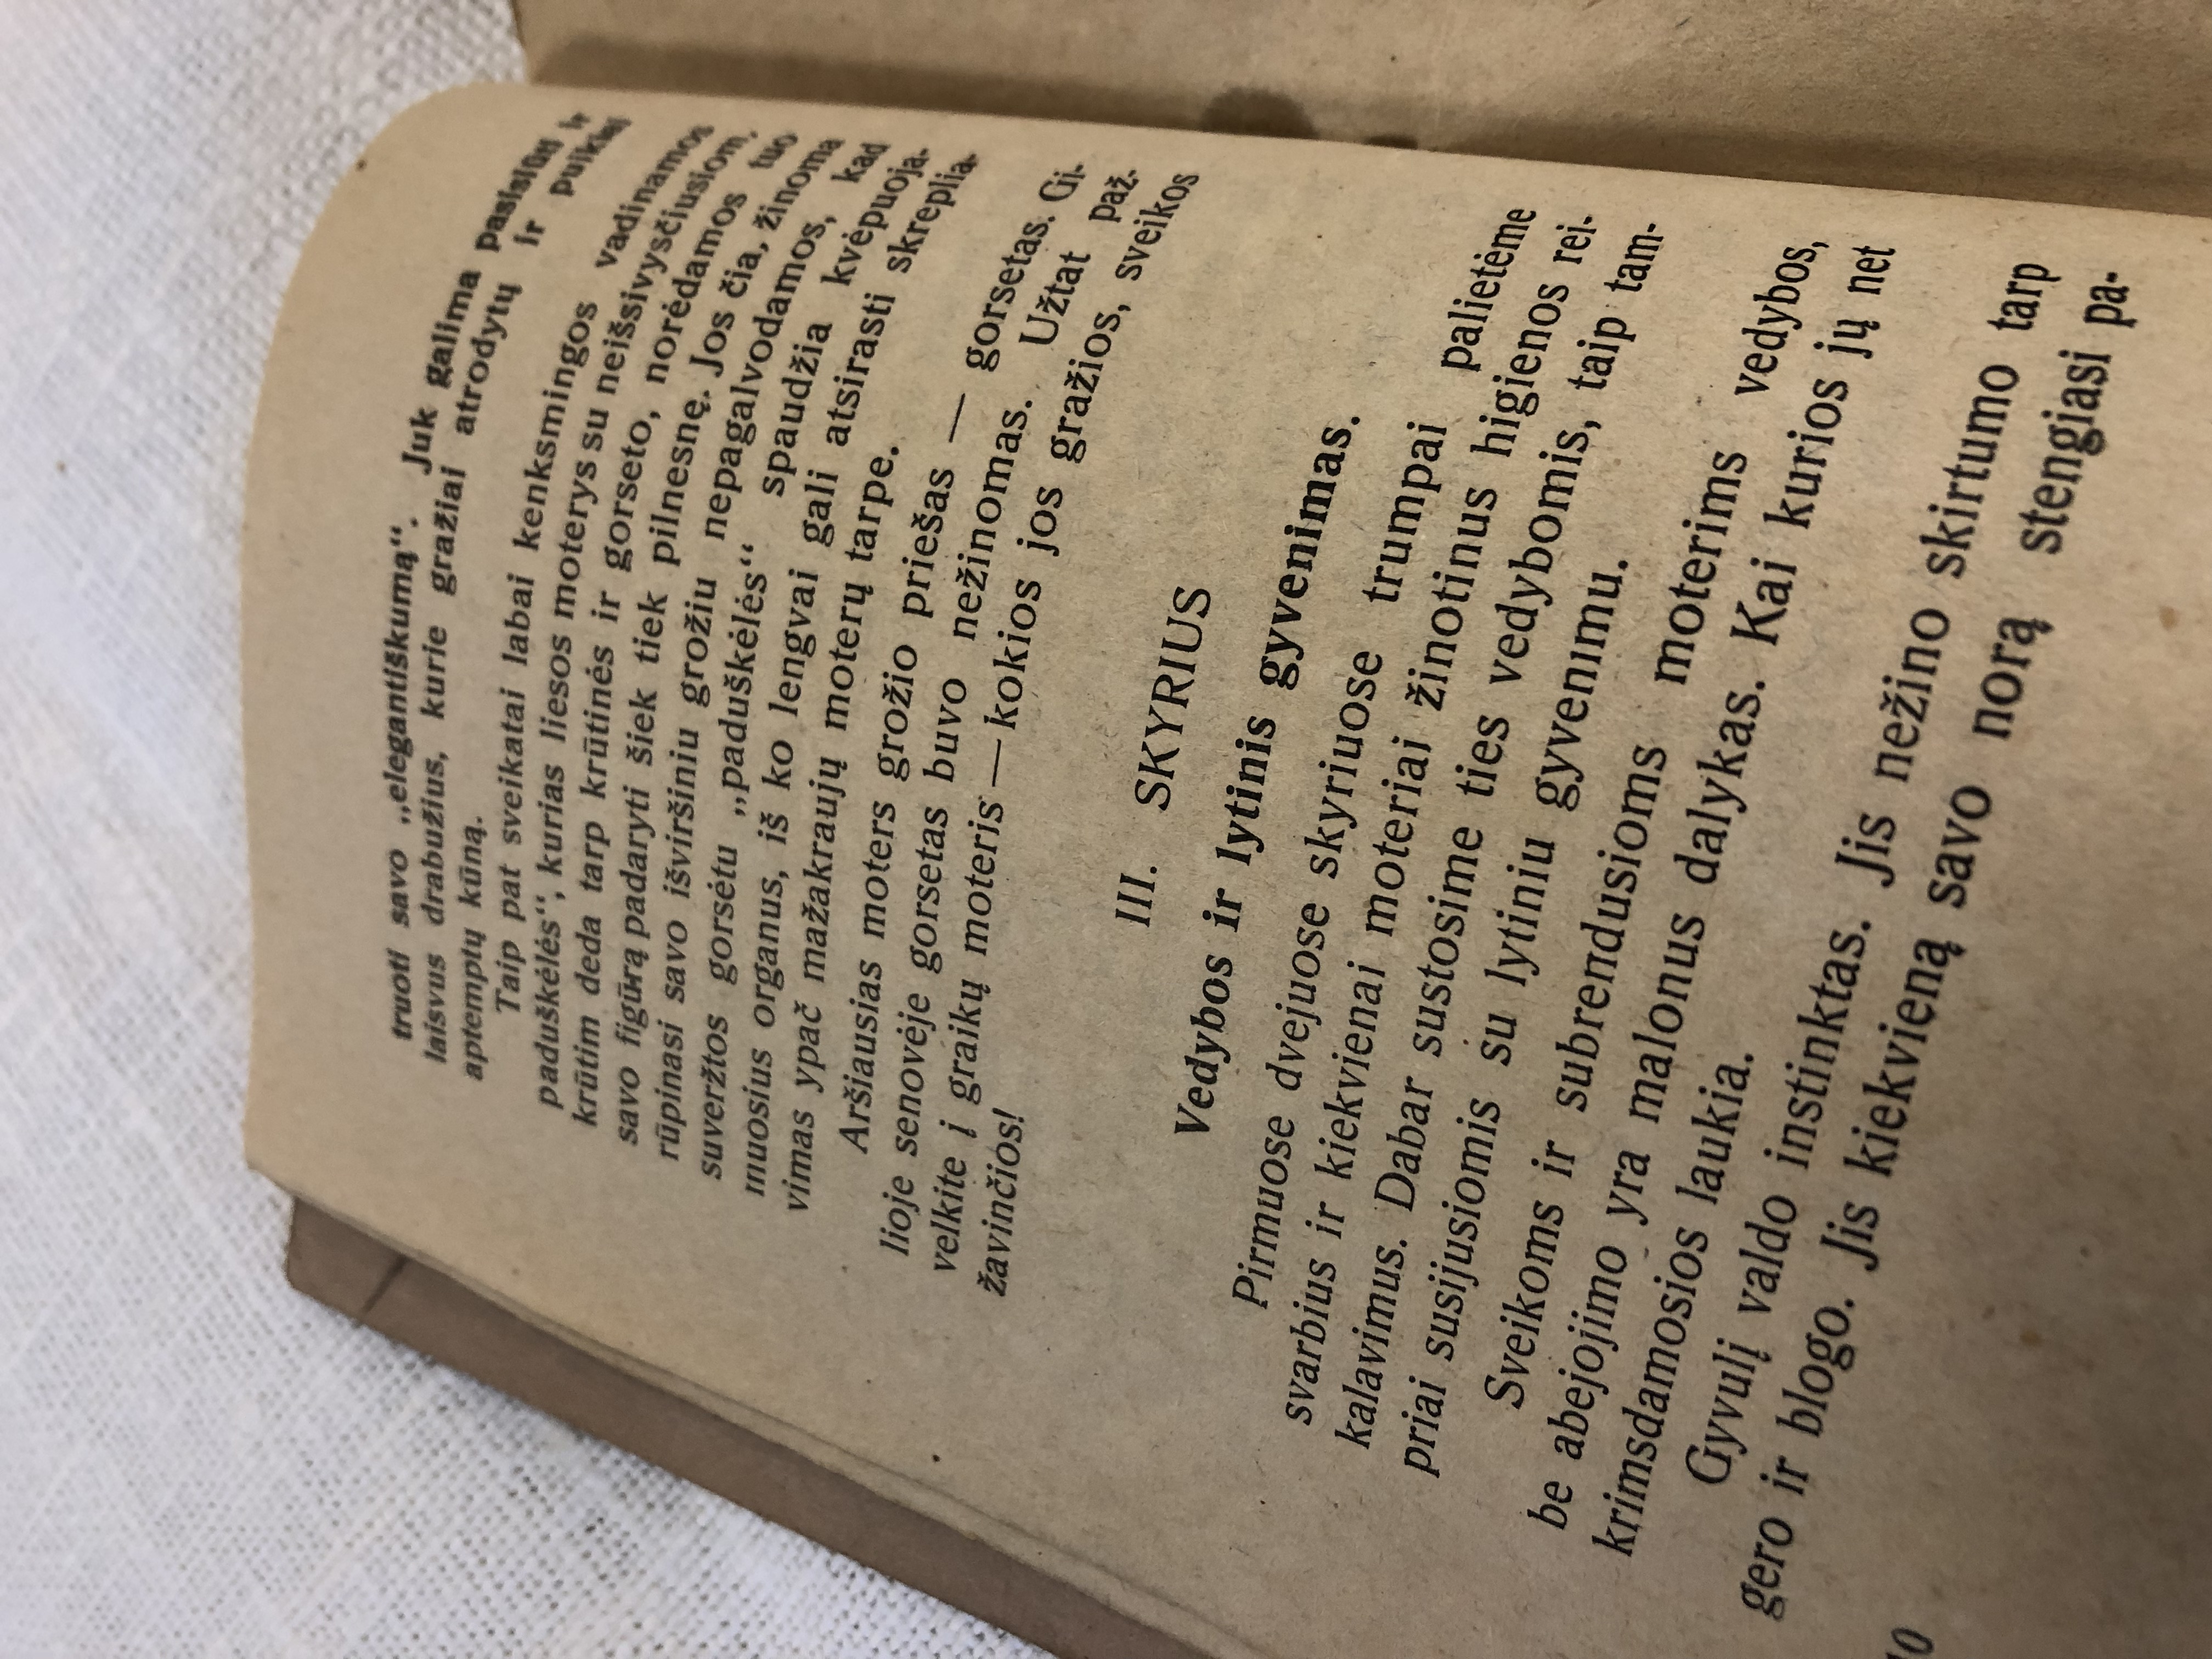 truoti savo „elegantiškumą“. Juk galima pasisiūti ir
laisvus drabužius, kurie gražiai atrodytų ir puikiai
aptemptų kūną.
Taip pat sveikatai labai kenksmingos vadinamos
paduškėlės“, kurias liesos moterys su neišsivysčiusiom
krūtim deda tarp krūtinės ir gorseto, norėdamos tuo
savo figūrą padaryti šiek tiek pilnesnę. Jos čia, žinoma
rūpinasi savo išviršiniu grožiu nepagalvodamos, kad
suveržtos gorsėtu „paduškėlės“ spaudžia kvėpuoja-
muosius organus, iš ko lengvai gali atsirasti skreplia-
vimas ypač mažakraujų moterų tarpe.
Aršiausias moters grožio priešas — gorsetas. Gi-
lioje senovėje gorsetas buvo nežinomas. Užtat paž-
velkite į graikų moteris — kokios jos gražios, sveikos
žavinčios!
III. SKYRIUS
Vedybos ir lytinis gyvenimas.
Pirmuose dvejuose skyriuose trumpai palietėme
svarbius ir kiekvienai moteriai žinotinus higienos rei-
kalavimus. Dabar sustosime ties vedybomis, taip tam-
priai susijusiomis su lytiniu gyvenimu.
Sveikoms ir subrendusioms moterims vedybos,
be abejojimo yra malonus dalykas. Kai kurios jų net
krimsdamosios laukia.
Gyvulį valdo instinktas. Jis nežino skirtumo tarp
gero ir blogo. Jis kiekvieną savo norą stengiasi pa-